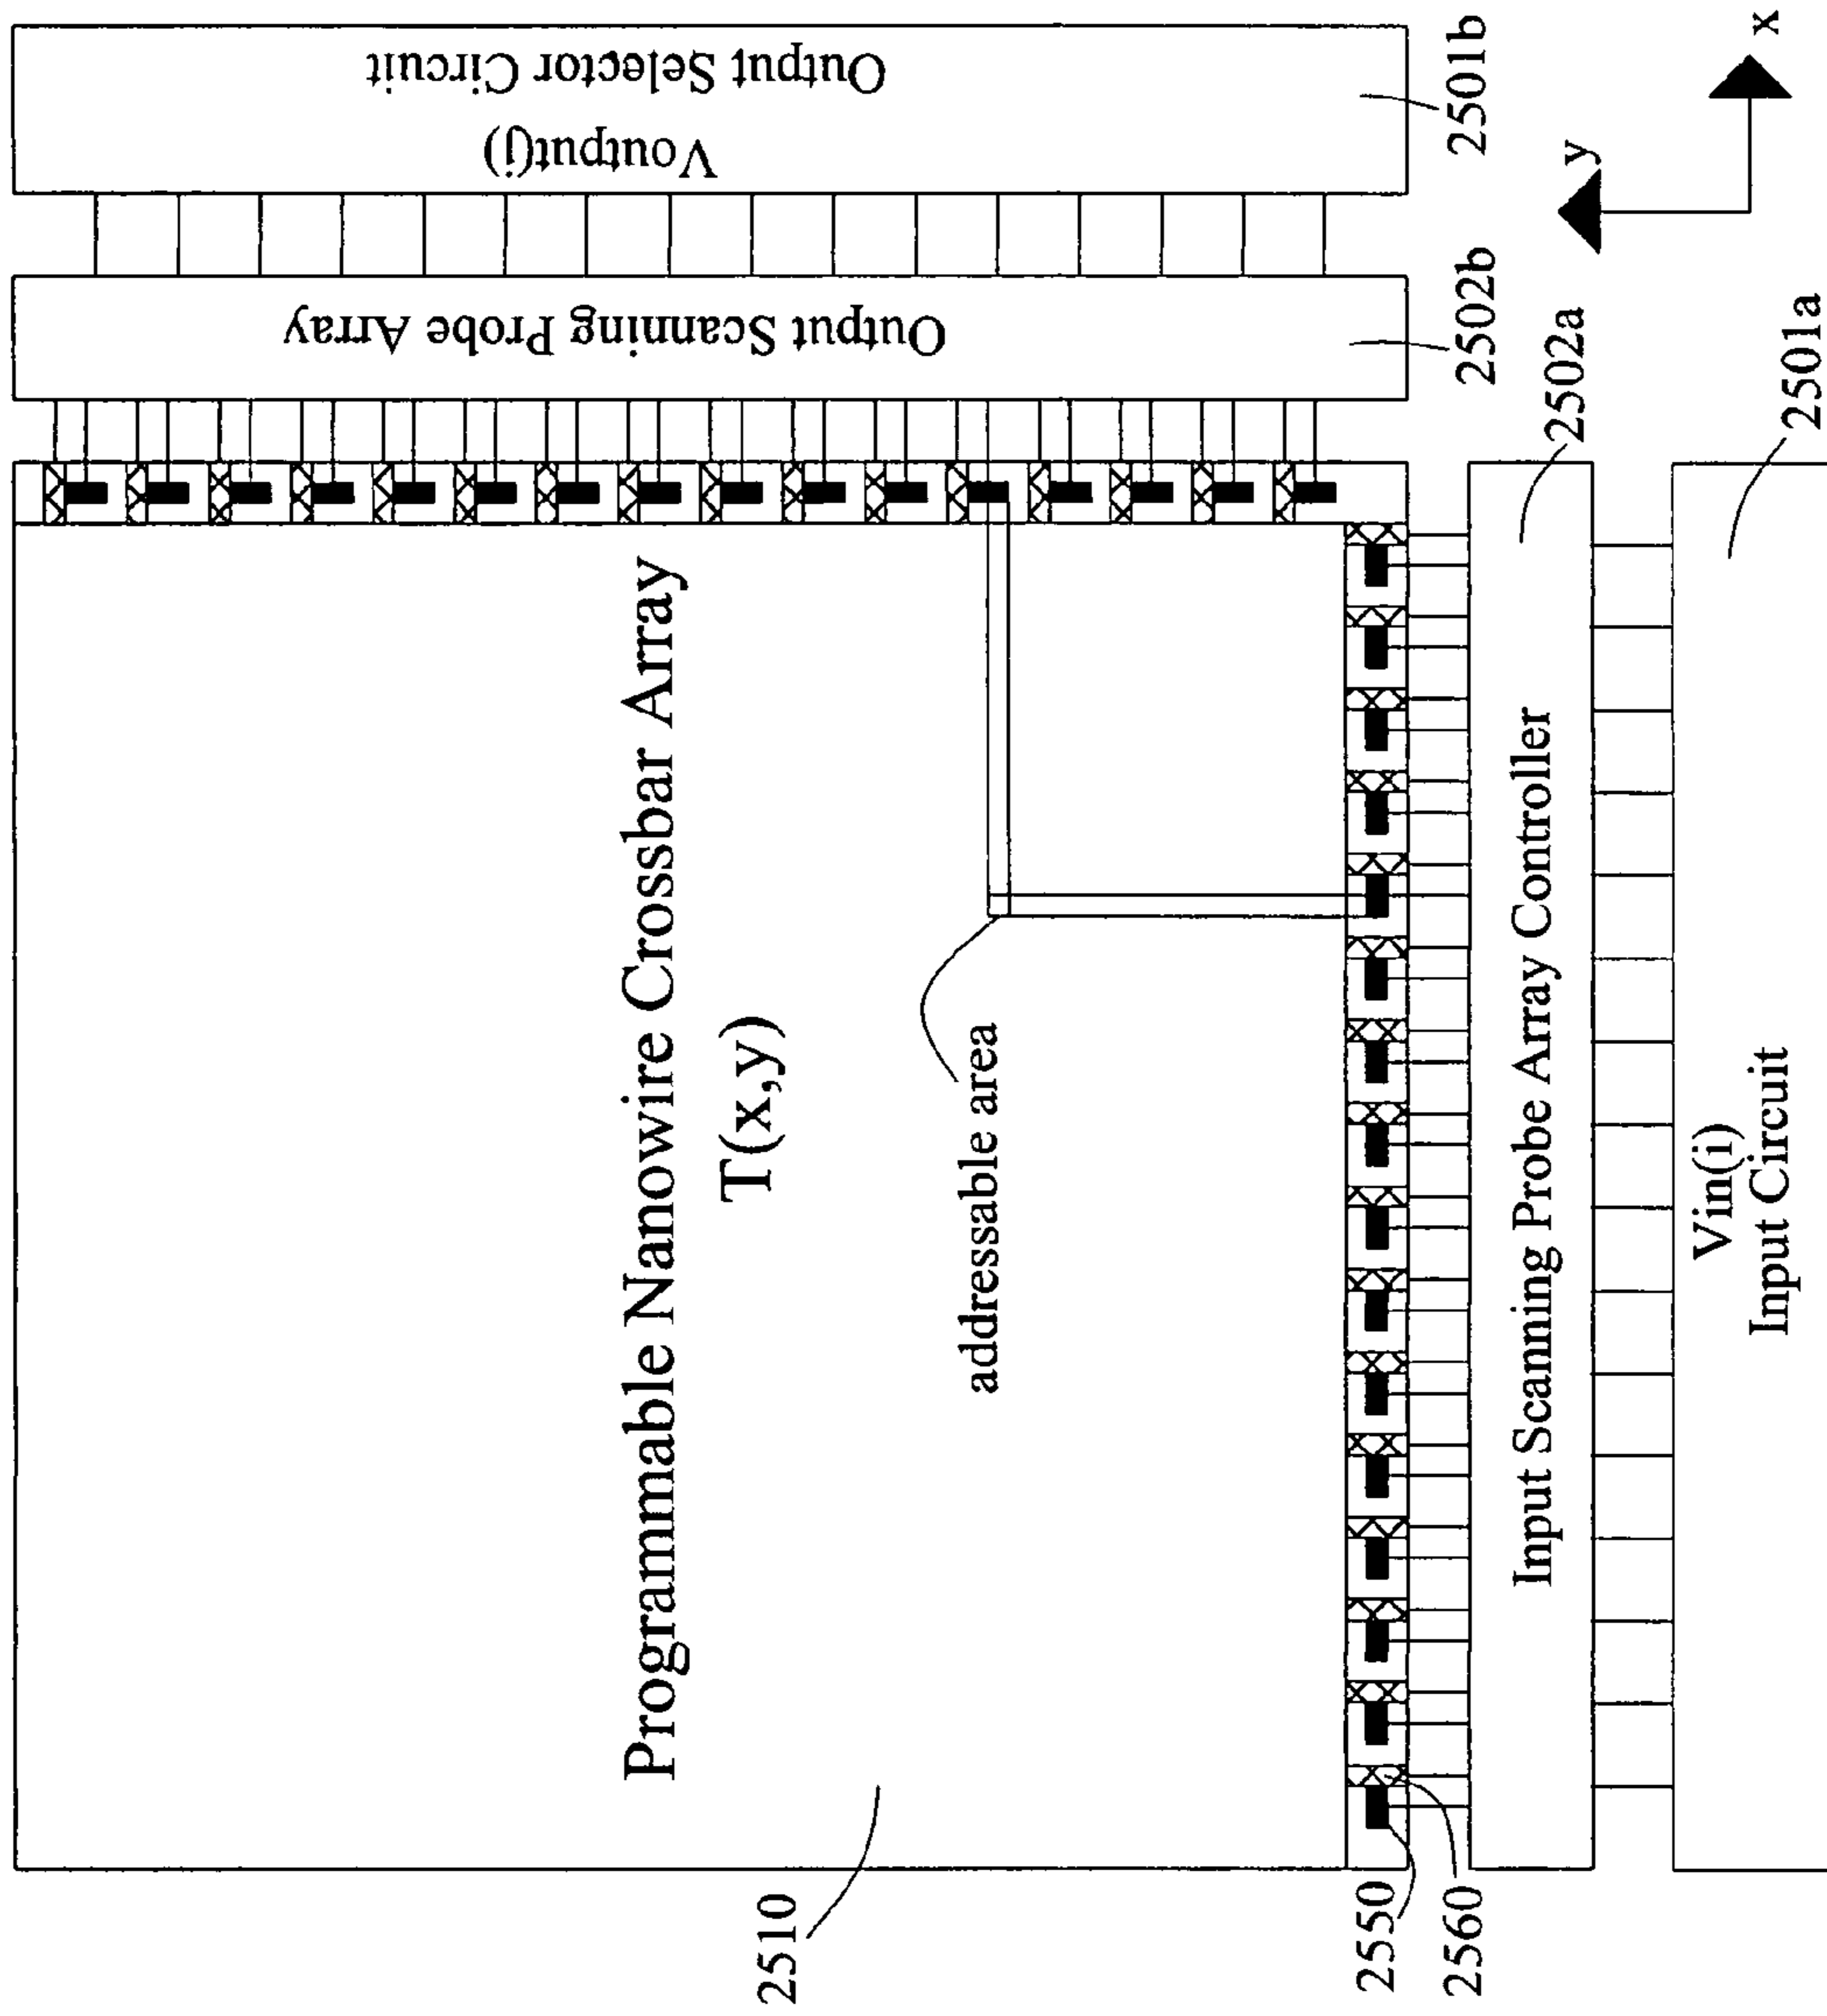 Output Selector Circuit
Voutput(j)
Output Scanning Probe Array
2501b
2502b
y
x
Programmable Nanowire Crossbar Array
T(x,y)
addressable area
2510
2550
2560
Input Scanning Probe Array Controller
2502a
2501a
Vin(i)
Input Circuit